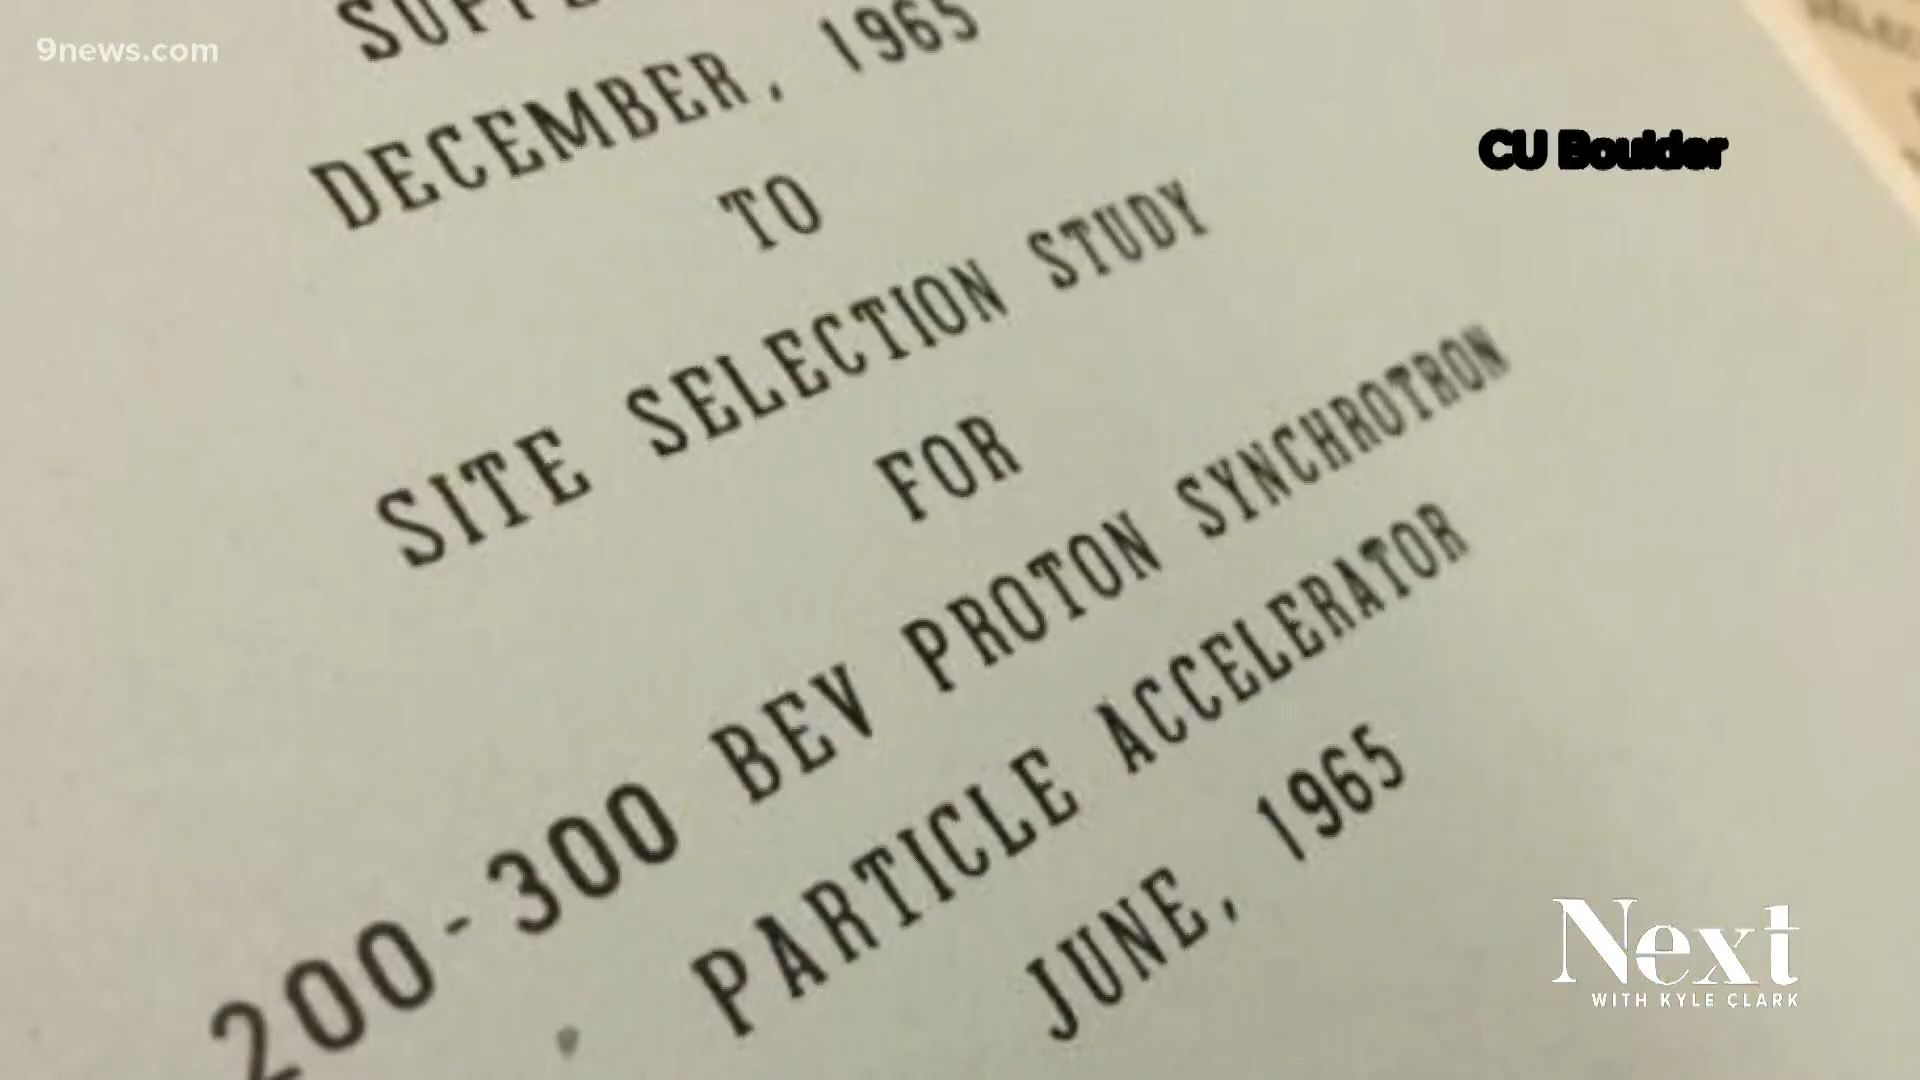 9news.com
DECEMBER, 1965
TO
SITE SELECTION STUDY
FOR
200-300 BEV PROTON SYNCHROTRON
PARTICLE ACCELERATOR
JUNE, 1965
CU Boulder
Next
WITH KYLE CLARK